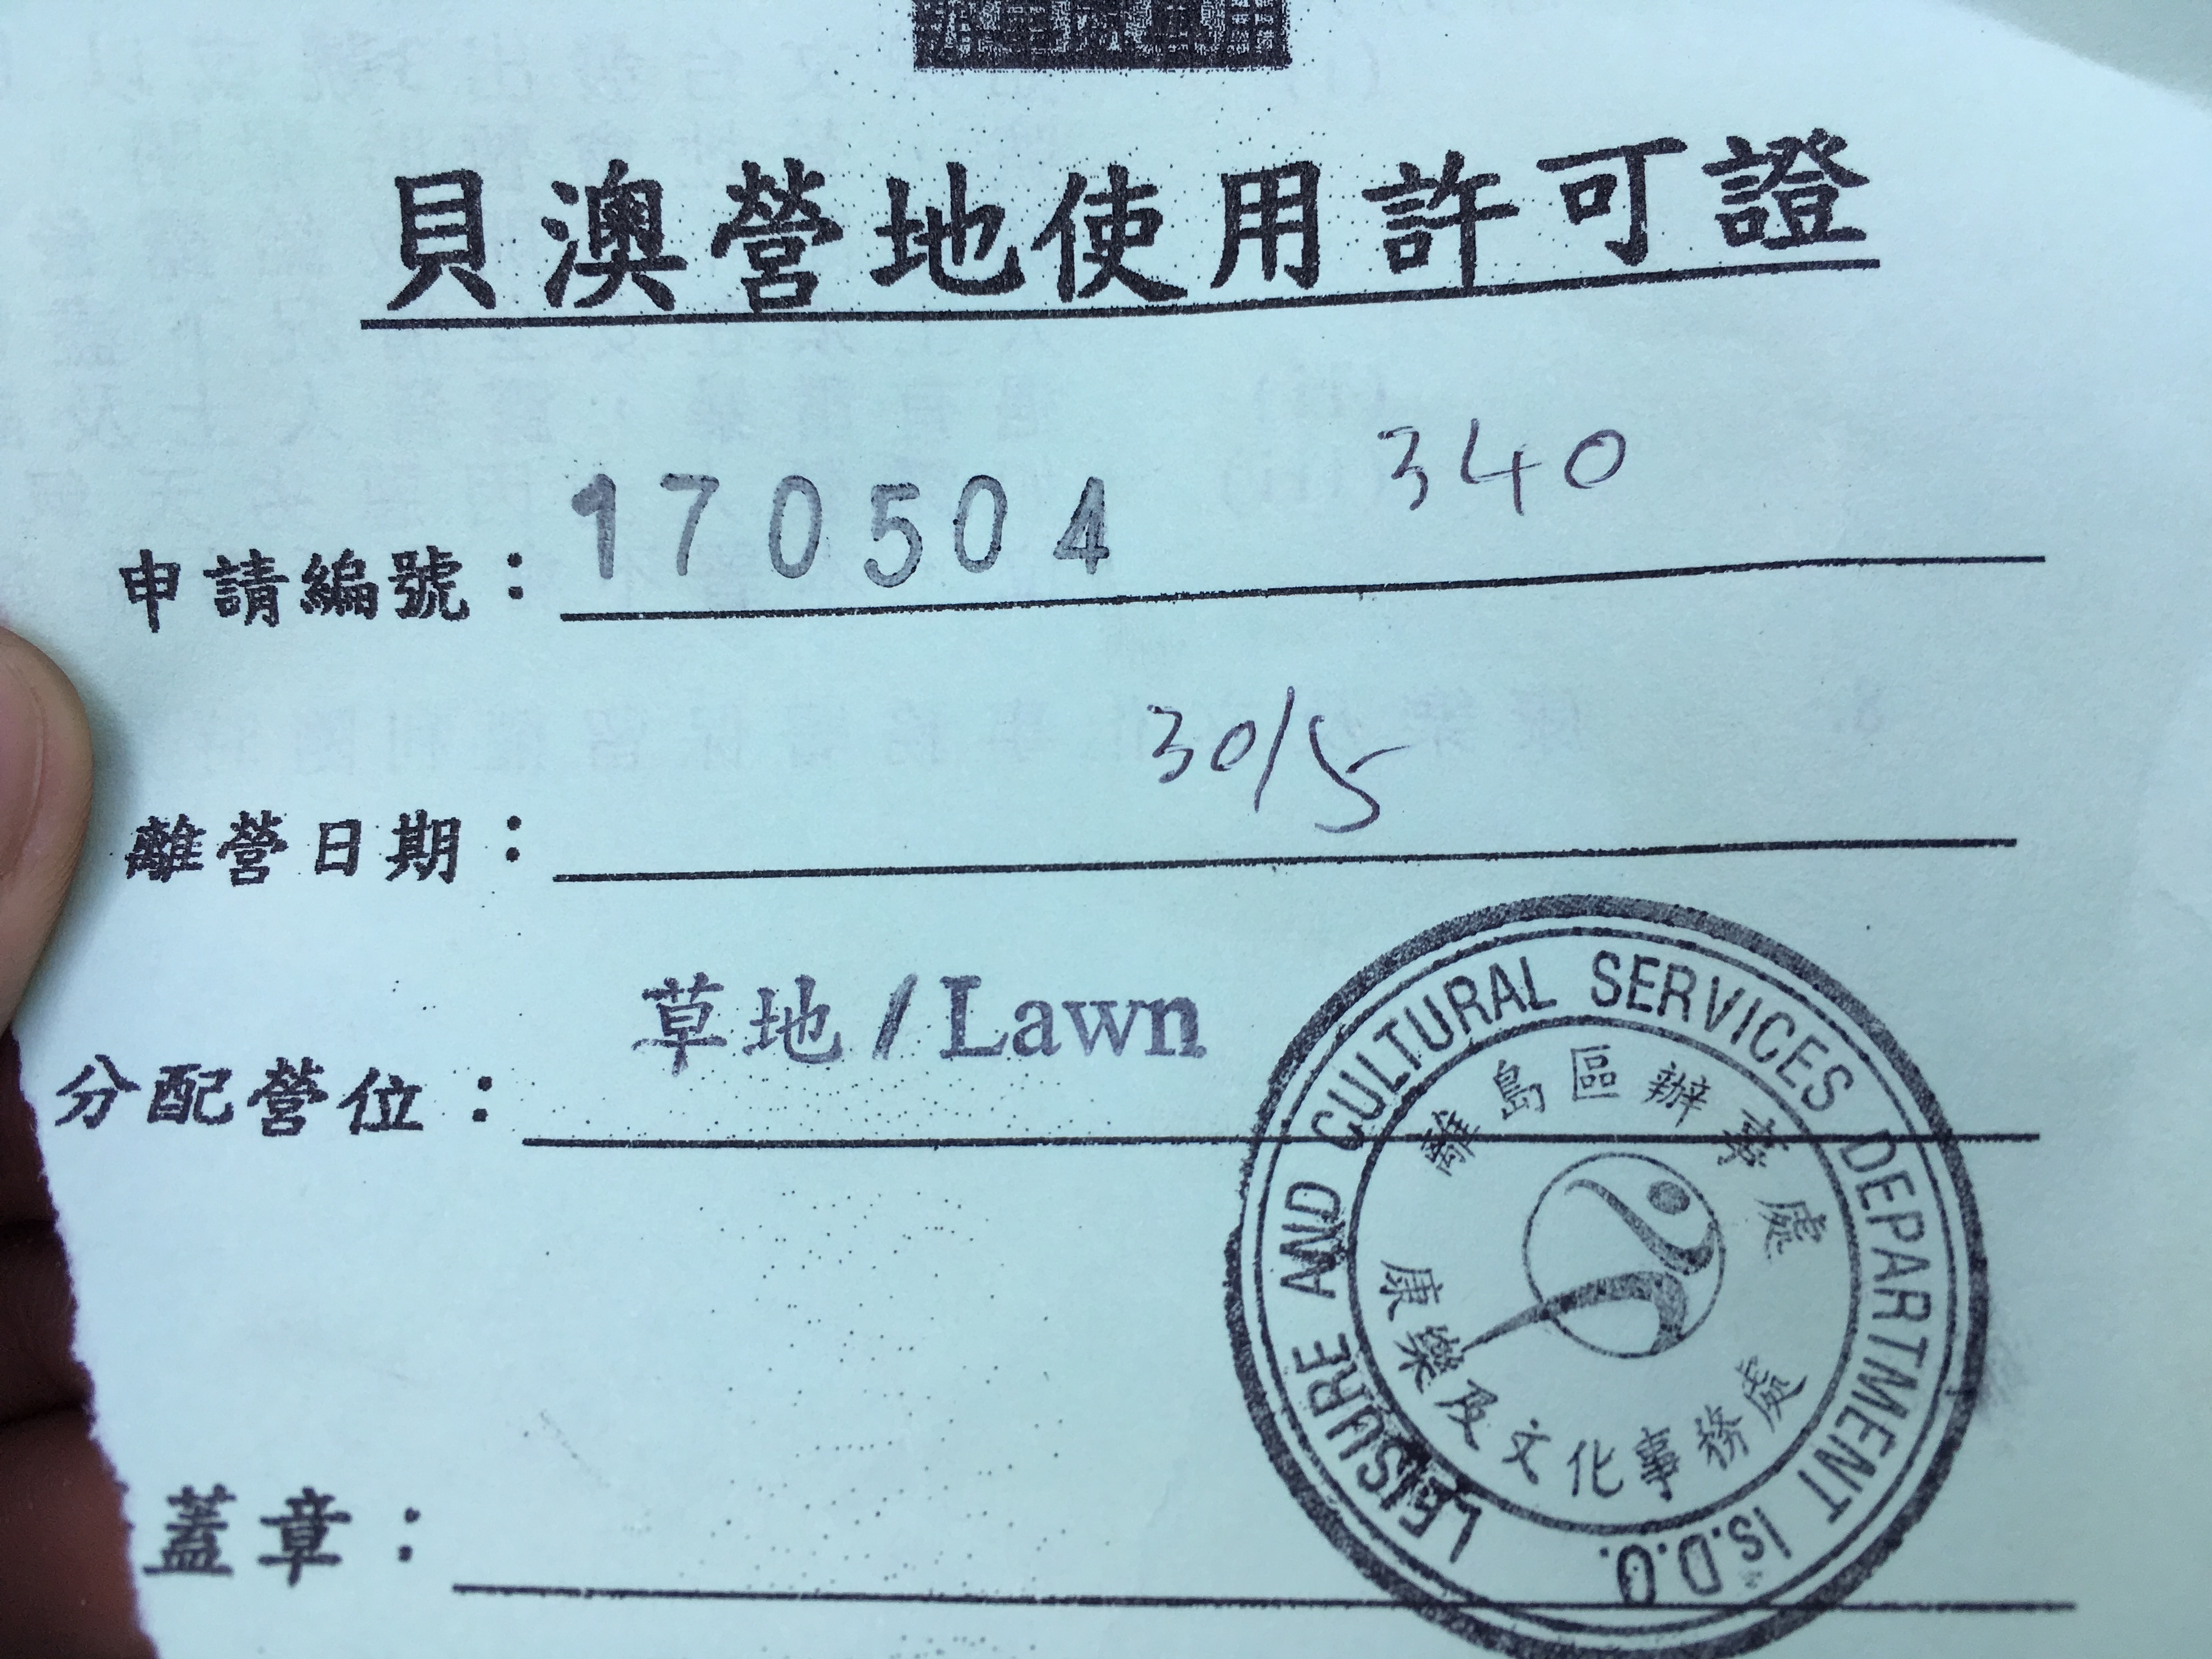 貝澳營地使用許可證
申請編號： 170504 340
離營日期： 30/5
分配營位： 草地 / Lawn
蓋章：
LEISURE AND CULTURAL SERVICES DEPARTMENT Is.D.O.
離島區辦事處
康樂及文化事務處